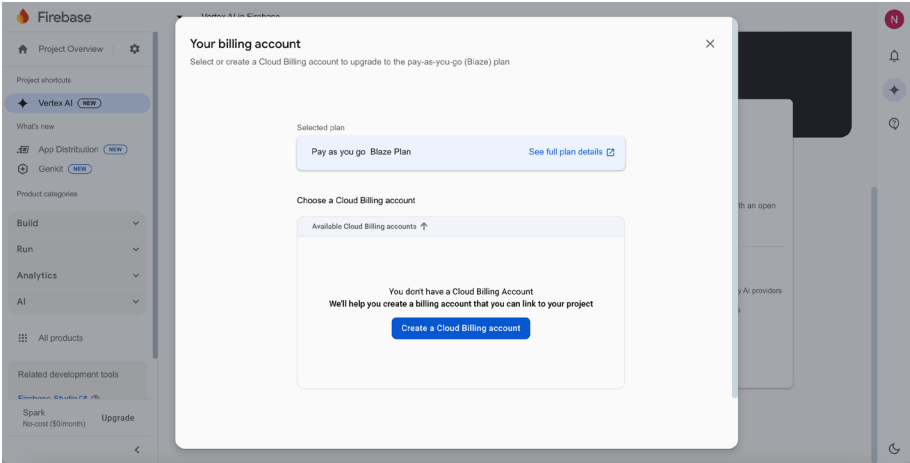 Firebase
Project Overview
Project shortcuts
Vertex AI NEW
What's new
App Distribution NEW
Genkit NEW
Product categories
Build
Run
Analytics
AI
All products
Related development tools
Firebase Studio
Spark
No-cost ($0/month)
Upgrade
Vertex AI in Firebase
Your billing account
Select or create a Cloud Billing account to upgrade to the pay-as-you-go (Blaze) plan
Selected plan
Pay as you go Blaze Plan
See full plan details
Choose a Cloud Billing account
Available Cloud Billing accounts
You don't have a Cloud Billing Account
We'll help you create a billing account that you can link to your project
Create a Cloud Billing account
th an open
y AI providers
N